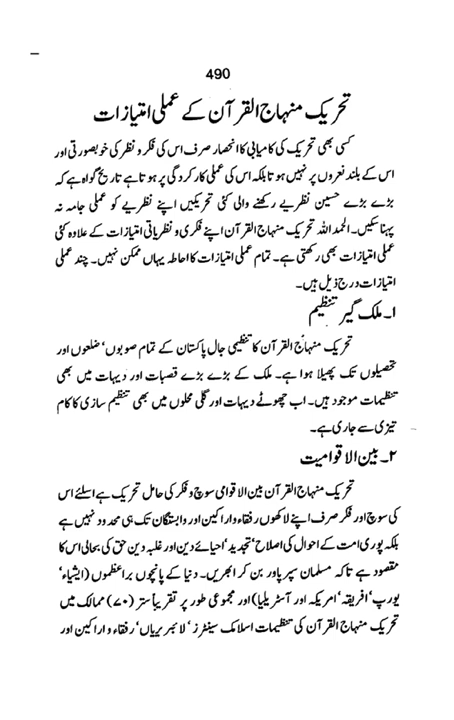 490
تحریک منہاج القرآن کے عملی امتیازات
کسی بھی تحریک کی کامیابی کا انحصار صرف اس کی فکر و نظر کی خوبصورتی اور
اس کے بلند نعروں پر نہیں ہوتا بلکہ اس کی عملی کارکردگی پر ہوتا ہے تاریخ گواہ ہے کہ
بڑے بڑے حسین نظریے رکھنے والی کئی تحریکیں اپنے نظریے کو عملی جامہ نہ
پہنا سکیں۔ الحمد اللہ تحریک منہاج القرآن اپنے فکری و نظریاتی امتیازات کے علاوہ کئی
عملی امتیازات بھی رکھتی ہے۔ تمام عملی امتیازات کا احاطہ یہاں ممکن نہیں۔ چند عملی
امتیازات درج ذیل ہیں۔
۱۔ ملک گیر تنظیم
تحریک منہاج القرآن کا تنظیمی جال پاکستان کے تمام صوبوں' ضلعوں اور
تحصیلوں تک پھیلا ہوا ہے۔ ملک کے بڑے بڑے قصبات اور دیہات میں بھی
تنظیمات موجود ہیں۔ اب چھوٹے دیہات اور گلی محلوں میں بھی تنظیم سازی کا کام
تیزی سے جاری ہے۔
۲۔ بین الاقوامیت
تحریک منہاج القرآن بین الاقوامی سوچ و فکر کی حامل تحریک ہے اسلئے اس
کی سوچ اور فکر صرف اپنے لاکھوں رفقاء و اراکین اور وابستگان تک ہی محدود نہیں ہے
بلکہ پوری امت کے احوال کی اصلاح' تجدید' احیائے دین اور غلبہ دین حق کی بحالی اس کا
مقصود ہے تاکہ مسلمان سپر پاور بن کر ابھریں۔ دنیا کے پانچوں براعظموں (ایشیاء'
یورپ' افریقہ' امریکہ اور آسٹریلیا) اور مجموعی طور پر تقریباً ستر (۷۰) ممالک میں
تحریک منہاج القرآن کی تنظیمات اسلامک سینٹرز' لائبریریاں' رفقاء و اراکین اور